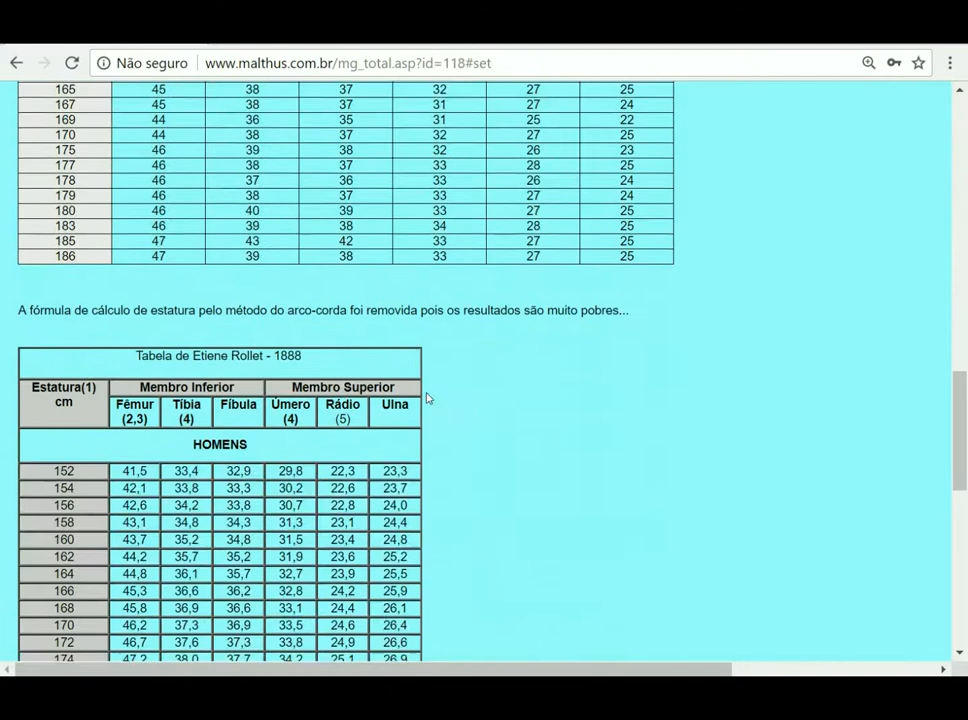 Não seguro
www.malthus.com.br/mg_total.asp?id=118#set
165 45 38 37 32 27 25
167 45 38 37 31 27 24
169 44 36 35 31 25 22
170 44 38 37 32 27 25
175 46 39 38 32 26 23
177 46 38 37 33 28 25
178 46 37 36 33 26 24
179 46 38 37 33 27 24
180 46 40 39 33 27 25
183 46 39 38 34 28 25
185 47 43 42 33 27 25
186 47 39 38 33 27 25
A fórmula de cálculo de estatura pelo método do arco-corda foi removida pois os resultados são muito pobres...
Tabela de Etiene Rollet - 1888
Estatura(1) Membro Inferior Membro Superior
cm Fêmur Tíbia Fíbula Úmero Rádio Ulna
(2,3) (4) (4) (5)
HOMENS
152 41,5 33,4 32,9 29,8 22,3 23,3
154 42,1 33,8 33,3 30,2 22,6 23,7
156 42,6 34,2 33,8 30,7 22,8 24,0
158 43,1 34,8 34,3 31,3 23,1 24,4
160 43,7 35,2 34,8 31,5 23,4 24,8
162 44,2 35,7 35,2 31,9 23,6 25,2
164 44,8 36,1 35,7 32,7 23,9 25,5
166 45,3 36,6 36,2 32,8 24,2 25,9
168 45,8 36,9 36,6 33,1 24,4 26,1
170 46,2 37,3 36,9 33,5 24,6 26,4
172 46,7 37,6 37,3 33,8 24,9 26,6
174 47,2 38,0 37,7 34,2 25,1 26,9